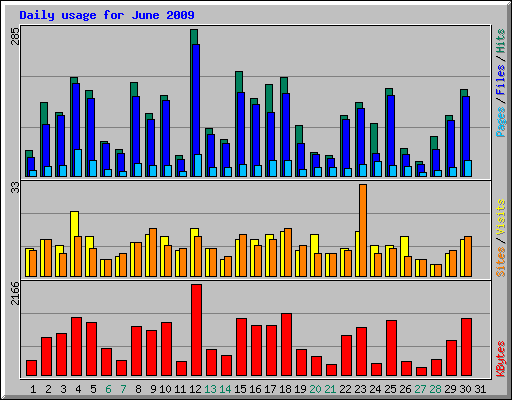 Daily usage for June 2009
285
Pages / Files / Hits
33
Sites / Visits
2166
KBytes
1 2 3 4 5 6 7 8 9 10 11 12 13 14 15 16 17 18 19 20 21 22 23 24 25 26 27 28 29 30 31